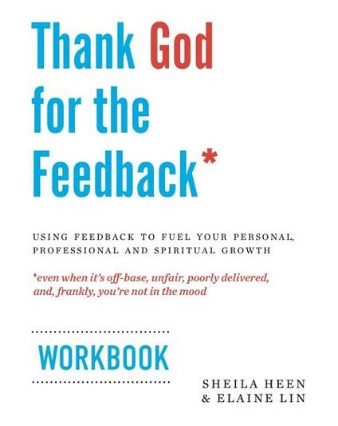 Thank God
for the
Feedback*
USING FEEDBACK TO FUEL YOUR PERSONAL,
PROFESSIONAL AND SPIRITUAL GROWTH
*even when it's off-base, unfair, poorly delivered,
and, frankly, you're not in the mood
WORKBOOK
SHEILA HEEN
& ELAINE LIN